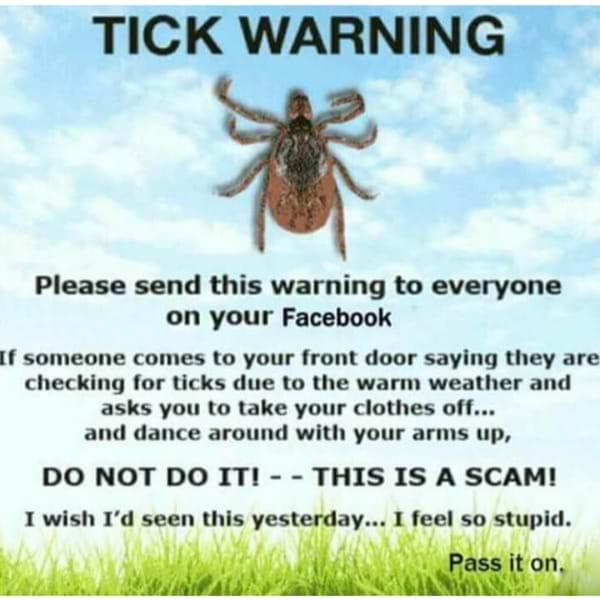 TICK WARNING
Please send this warning to everyone
on your Facebook
If someone comes to your front door saying they are
checking for ticks due to the warm weather and
asks you to take your clothes off...
and dance around with your arms up,
DO NOT DO IT! - - THIS IS A SCAM!
I wish I'd seen this yesterday... I feel so stupid.
Pass it on.